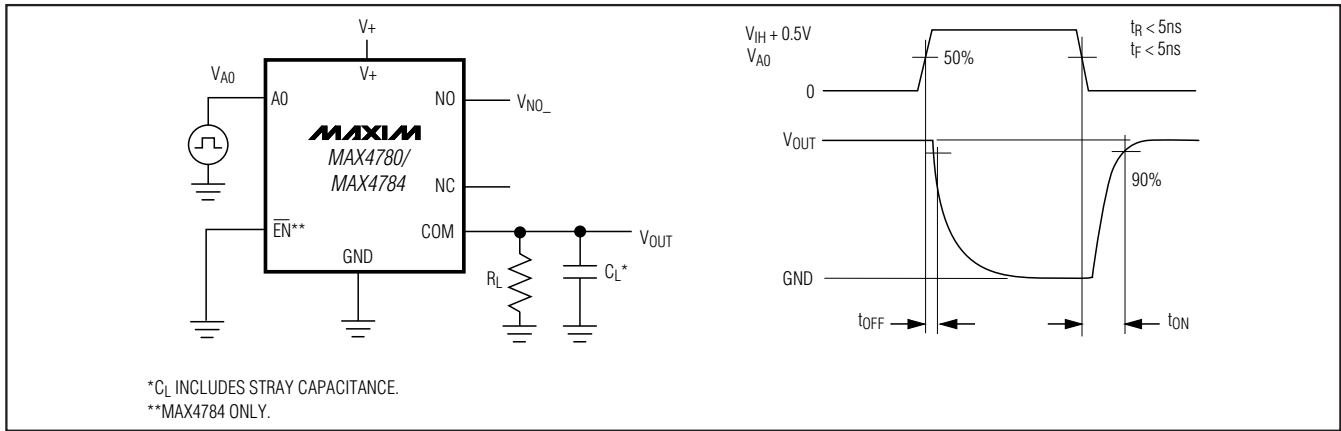 V+
V+
VA0
A0
NO
VNO_
MAXIM
MAX4780/
MAX4784
NC
EN**
COM
VOUT
GND
RL
CL*
*CL INCLUDES STRAY CAPACITANCE.
**MAX4784 ONLY.
VIH + 0.5V
VA0
0
50%
tR < 5ns
tF < 5ns
VOUT
90%
GND
tOFF
tON